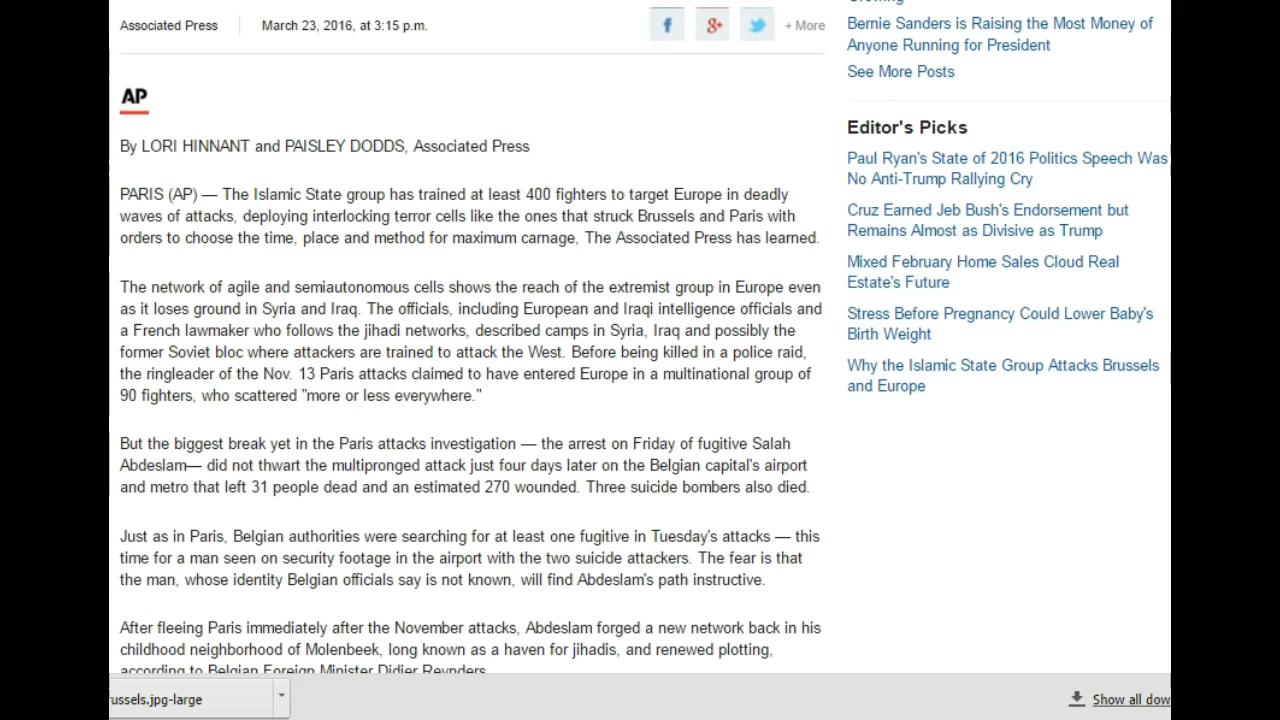 Associated Press
March 23, 2016, at 3:15 p.m.
+ More
AP
By LORI HINNANT and PAISLEY DODDS, Associated Press
PARIS (AP) — The Islamic State group has trained at least 400 fighters to target Europe in deadly
waves of attacks, deploying interlocking terror cells like the ones that struck Brussels and Paris with
orders to choose the time, place and method for maximum carnage, The Associated Press has learned.
The network of agile and semiautonomous cells shows the reach of the extremist group in Europe even
as it loses ground in Syria and Iraq. The officials, including European and Iraqi intelligence officials and
a French lawmaker who follows the jihadi networks, described camps in Syria, Iraq and possibly the
former Soviet bloc where attackers are trained to attack the West. Before being killed in a police raid,
the ringleader of the Nov. 13 Paris attacks claimed to have entered Europe in a multinational group of
90 fighters, who scattered "more or less everywhere."
But the biggest break yet in the Paris attacks investigation — the arrest on Friday of fugitive Salah
Abdeslam— did not thwart the multipronged attack just four days later on the Belgian capital's airport
and metro that left 31 people dead and an estimated 270 wounded. Three suicide bombers also died.
Just as in Paris, Belgian authorities were searching for at least one fugitive in Tuesday's attacks — this
time for a man seen on security footage in the airport with the two suicide attackers. The fear is that
the man, whose identity Belgian officials say is not known, will find Abdeslam's path instructive.
After fleeing Paris immediately after the November attacks, Abdeslam forged a new network back in his
childhood neighborhood of Molenbeek, long known as a haven for jihadis, and renewed plotting,
according to Belgian Foreign Minister Didier Reynders
Bernie Sanders is Raising the Most Money of
Anyone Running for President
See More Posts
Editor's Picks
Paul Ryan's State of 2016 Politics Speech Was
No Anti-Trump Rallying Cry
Cruz Earned Jeb Bush's Endorsement but
Remains Almost as Divisive as Trump
Mixed February Home Sales Cloud Real
Estate's Future
Stress Before Pregnancy Could Lower Baby's
Birth Weight
Why the Islamic State Group Attacks Brussels
and Europe
russels.jpg-large
Show all dow